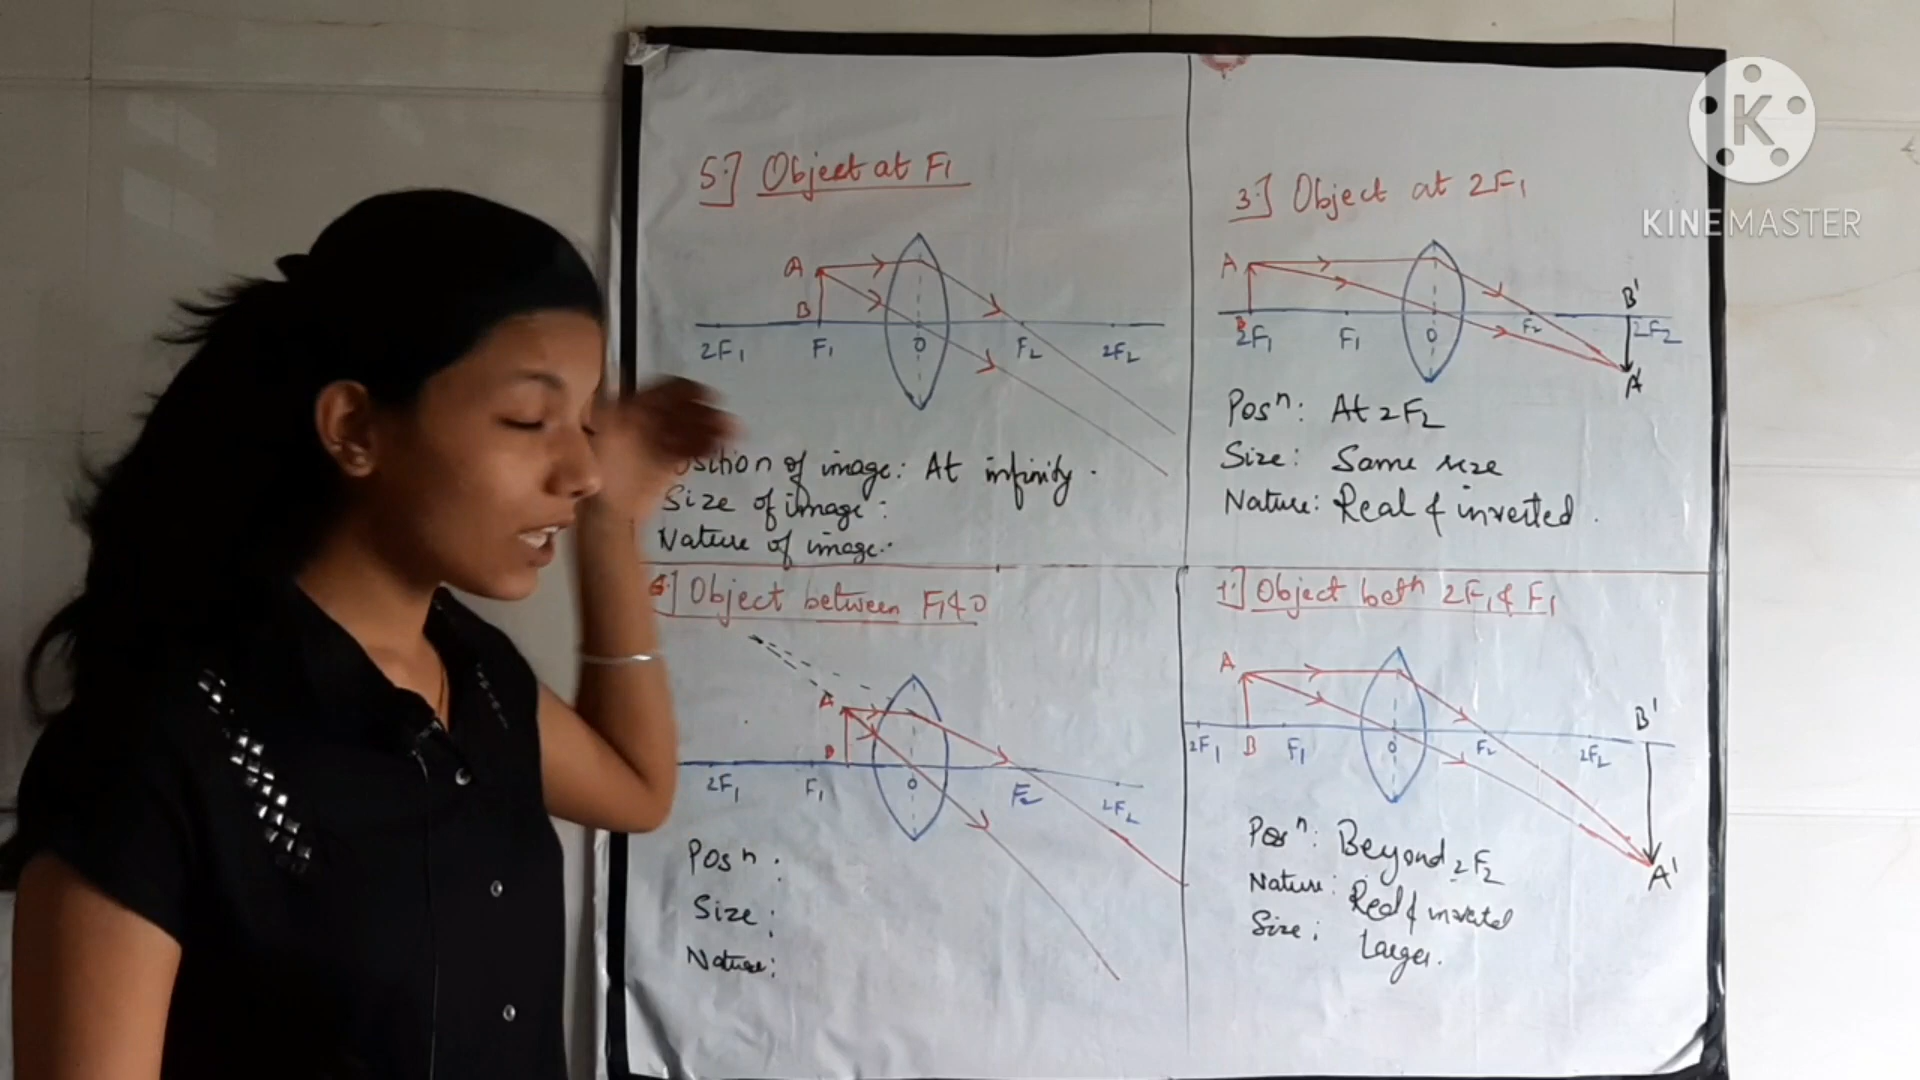 5.] Object at F1
A
B
2F1 F1 O F2 2F2
Position of image: At infinity.
Size of image:
Nature of image:
3.] Object at 2F1
A
B'
B
2F1 F1 O F2 2F2
A'
Posn: At 2F2
Size: Same size
Nature: Real & inverted.
6.] Object between F1 & O
A
B
2F1 F1 O F2 2F2
Posn:
Size:
Nature:
Object betn 2F1 & F1
A
B'
2F1 B F1 O F2 2F2
A'
Posn: Beyond 2F2
Nature: Real & inverted
Size: Larger.
K
KINEMASTER